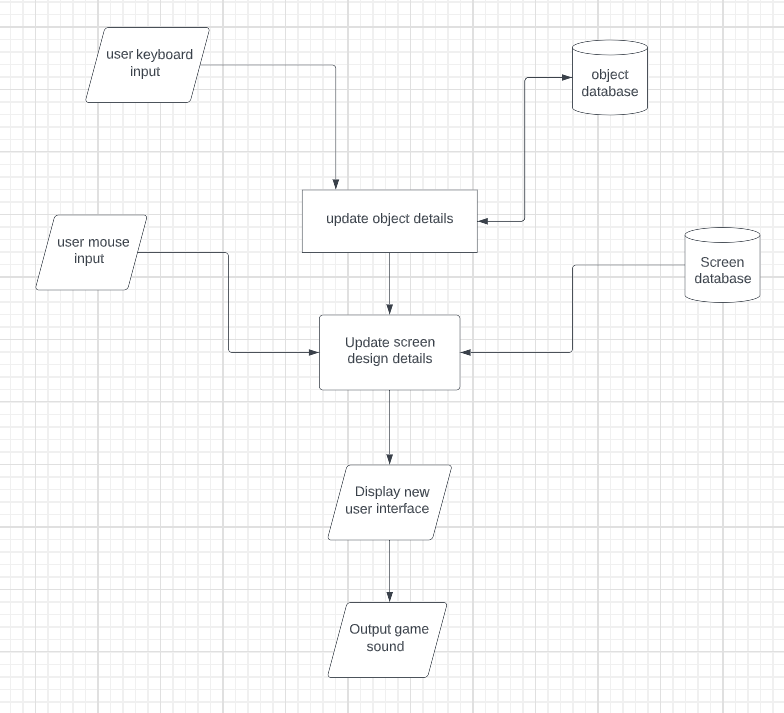 user keyboard
input
object
database
update object details
user mouse
input
Screen
database
Update screen
design details
Display new
user interface
Output game
sound